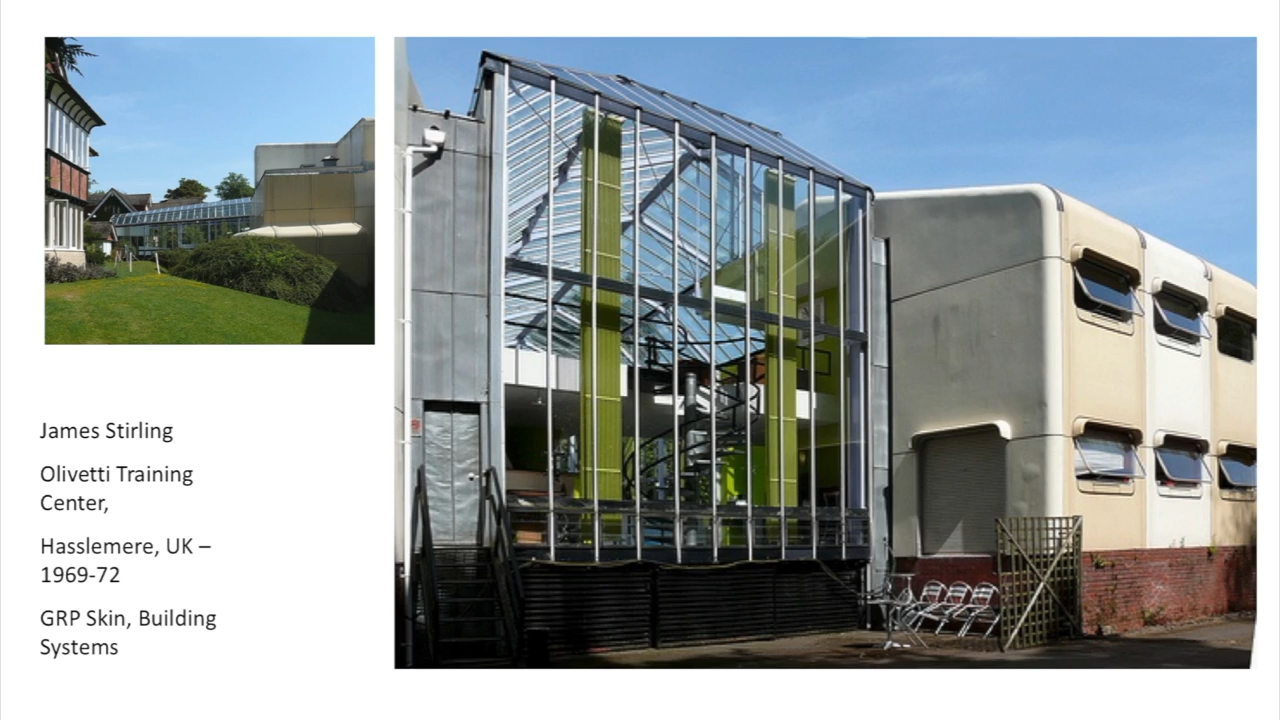 James Stirling
Olivetti Training
Center,
Hasslemere, UK –
1969-72
GRP Skin, Building
Systems